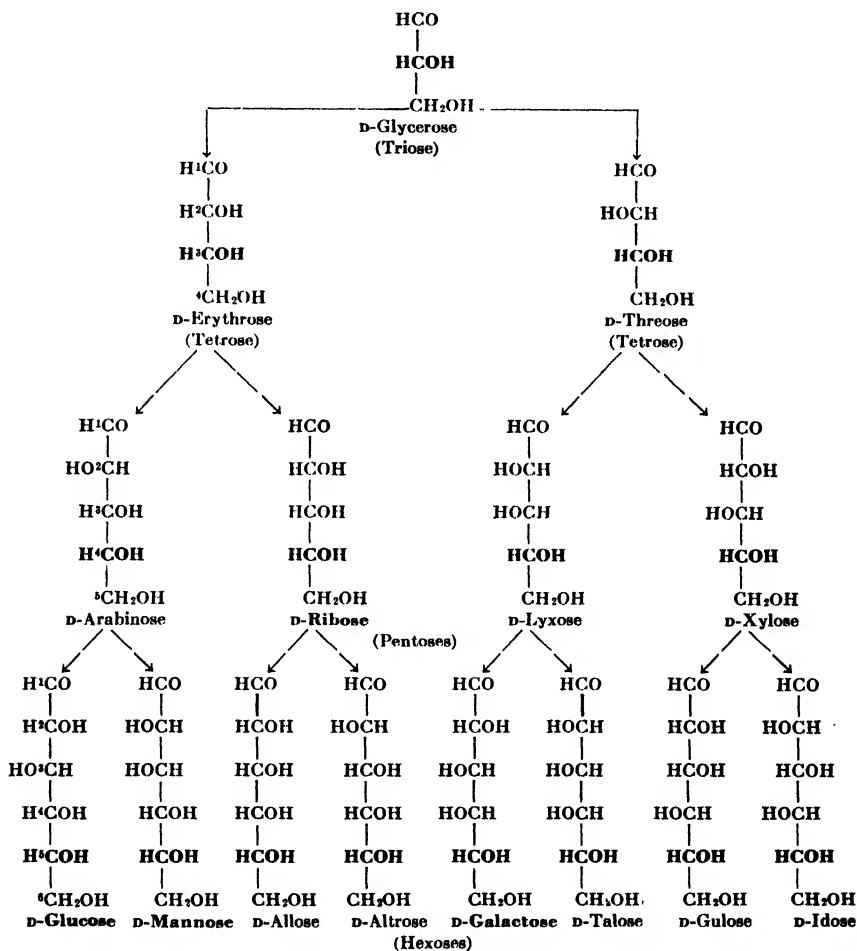 HCO
HCOH
CH₂OH
D-Glycerose
(Triose)
H¹CO HCO
H²COH HOCH
H³COH HCOH
⁴CH₂OH CH₂OH
D-Erythrose D-Threose
(Tetrose) (Tetrose)
H¹CO HCO HCO HCO
HO²CH HCOH HOCH HCOH
H³COH HCOH HOCH HOCH
H⁴COH HCOH HCOH HCOH
⁵CH₂OH CH₂OH CH₂OH CH₂OH
D-Arabinose D-Ribose D-Lyxose D-Xylose
(Pentoses)
H¹CO HCO HCO HCO HCO HCO HCO HCO
H²COH HOCH HCOH HOCH HCOH HOCH HCOH HOCH
HO³CH HOCH HCOH HCOH HOCH HOCH HCOH HCOH
H⁴COH HCOH HCOH HCOH HOCH HOCH HOCH HOCH
H⁵COH HCOH HCOH HCOH HCOH HCOH HCOH HCOH
⁶CH₂OH CH₂OH CH₂OH CH₂OH CH₂OH CH₂OH CH₂OH CH₂OH
D-Glucose D-Mannose D-Allose D-Altrose D-Galactose D-Talose D-Gulose D-Idose
(Hexoses)